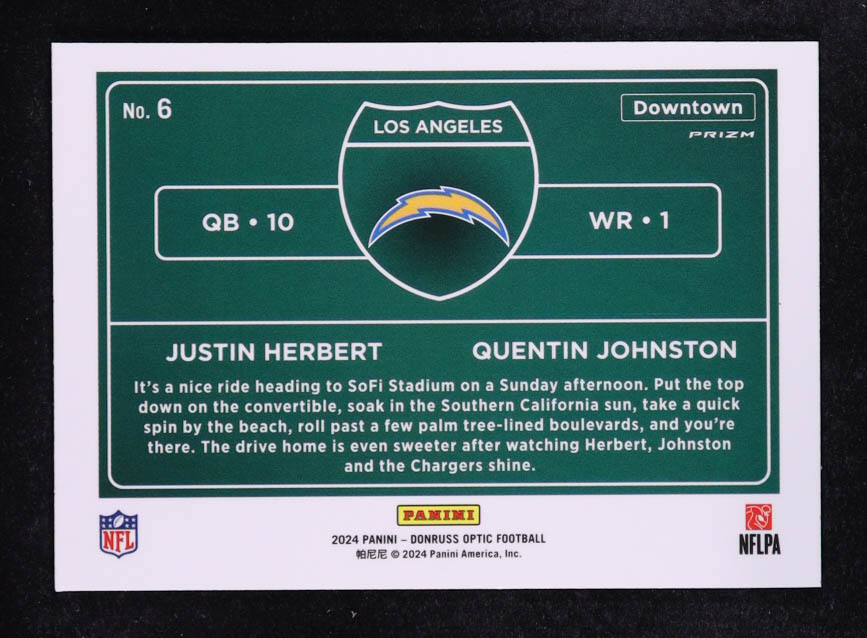 No. 6
Downtown
PRIZM
LOS ANGELES
QB • 10
WR • 1
JUSTIN HERBERT
QUENTIN JOHNSTON
It's a nice ride heading to SoFi Stadium on a Sunday afternoon. Put the top
down on the convertible, soak in the Southern California sun, take a quick
spin by the beach, roll past a few palm tree-lined boulevards, and you're
there. The drive home is even sweeter after watching Herbert, Johnston
and the Chargers shine.
NFL
PANINI
2024 PANINI – DONRUSS OPTIC FOOTBALL
帕尼尼 © 2024 Panini America, Inc.
NFLPA